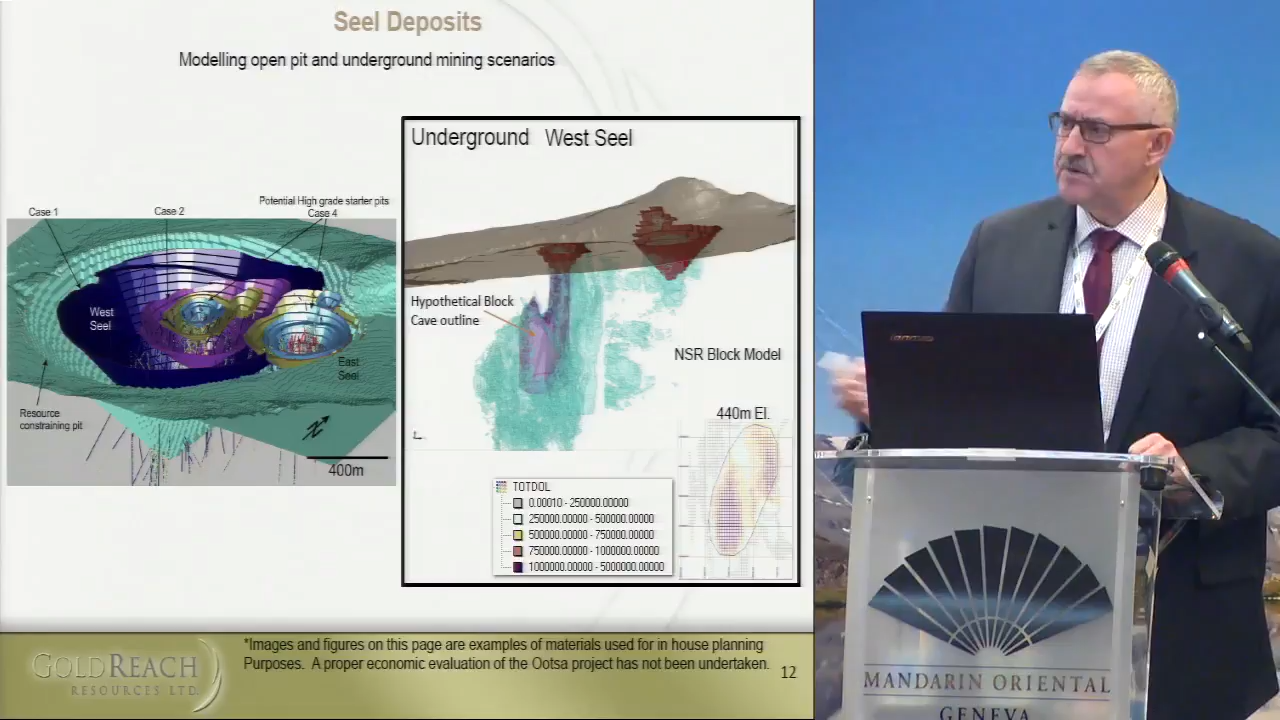 Seel Deposits
Modelling open pit and underground mining scenarios
Case 1
Case 2
Potential High grade starter pits
Case 4
West
Seel
East
Seel
Resource
constraining pit
400m
Underground West Seel
Hypothetical Block
Cave outline
NSR Block Model
440m El.
TOTDOL
0.00010 - 250000.00000
250000.00000 - 500000.00000
500000.00000 - 750000.00000
1000000.00000 - 5000000.00000
*Images and figures on this page are examples of materials used for in house planning
Purposes. A proper economic evaluation of the Ootsa project has not been undertaken.
GOLDREACH
RESOURCES LTD.
12
lenovo
MANDARIN ORIENTAL
GENEVA